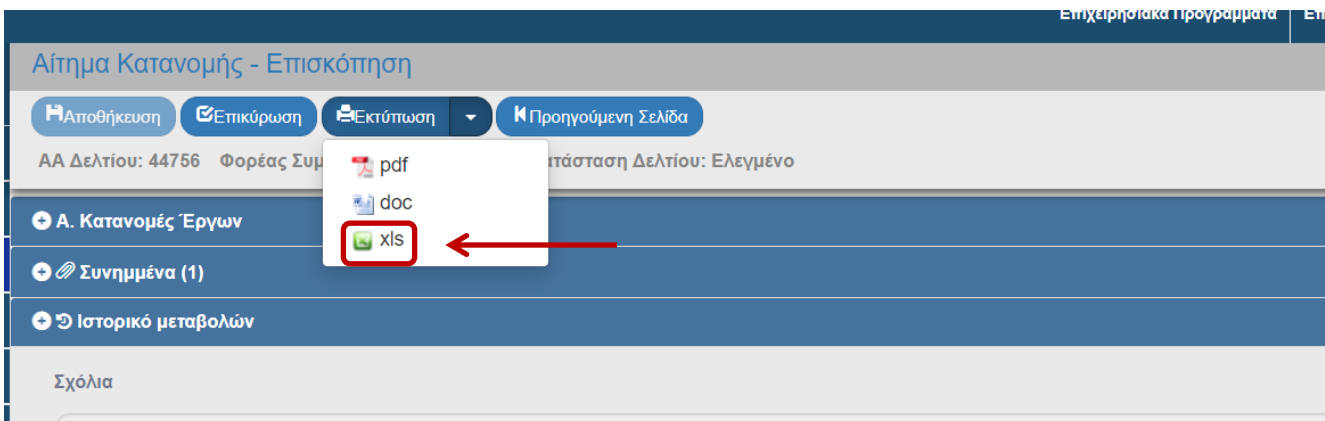 Επιχειρησιακά Προγράμματα
Αίτημα Κατανομής - Επισκόπηση
Αποθήκευση Επικύρωση Εκτύπωση Προηγούμενη Σελίδα
ΑΑ Δελτίου: 44756 Φορέας Δελτίου: Ελεγμένο
pdf
doc
xls
Α. Κατανομές Έργων
Συνημμένα (1)
Ιστορικό μεταβολών
Σχόλια